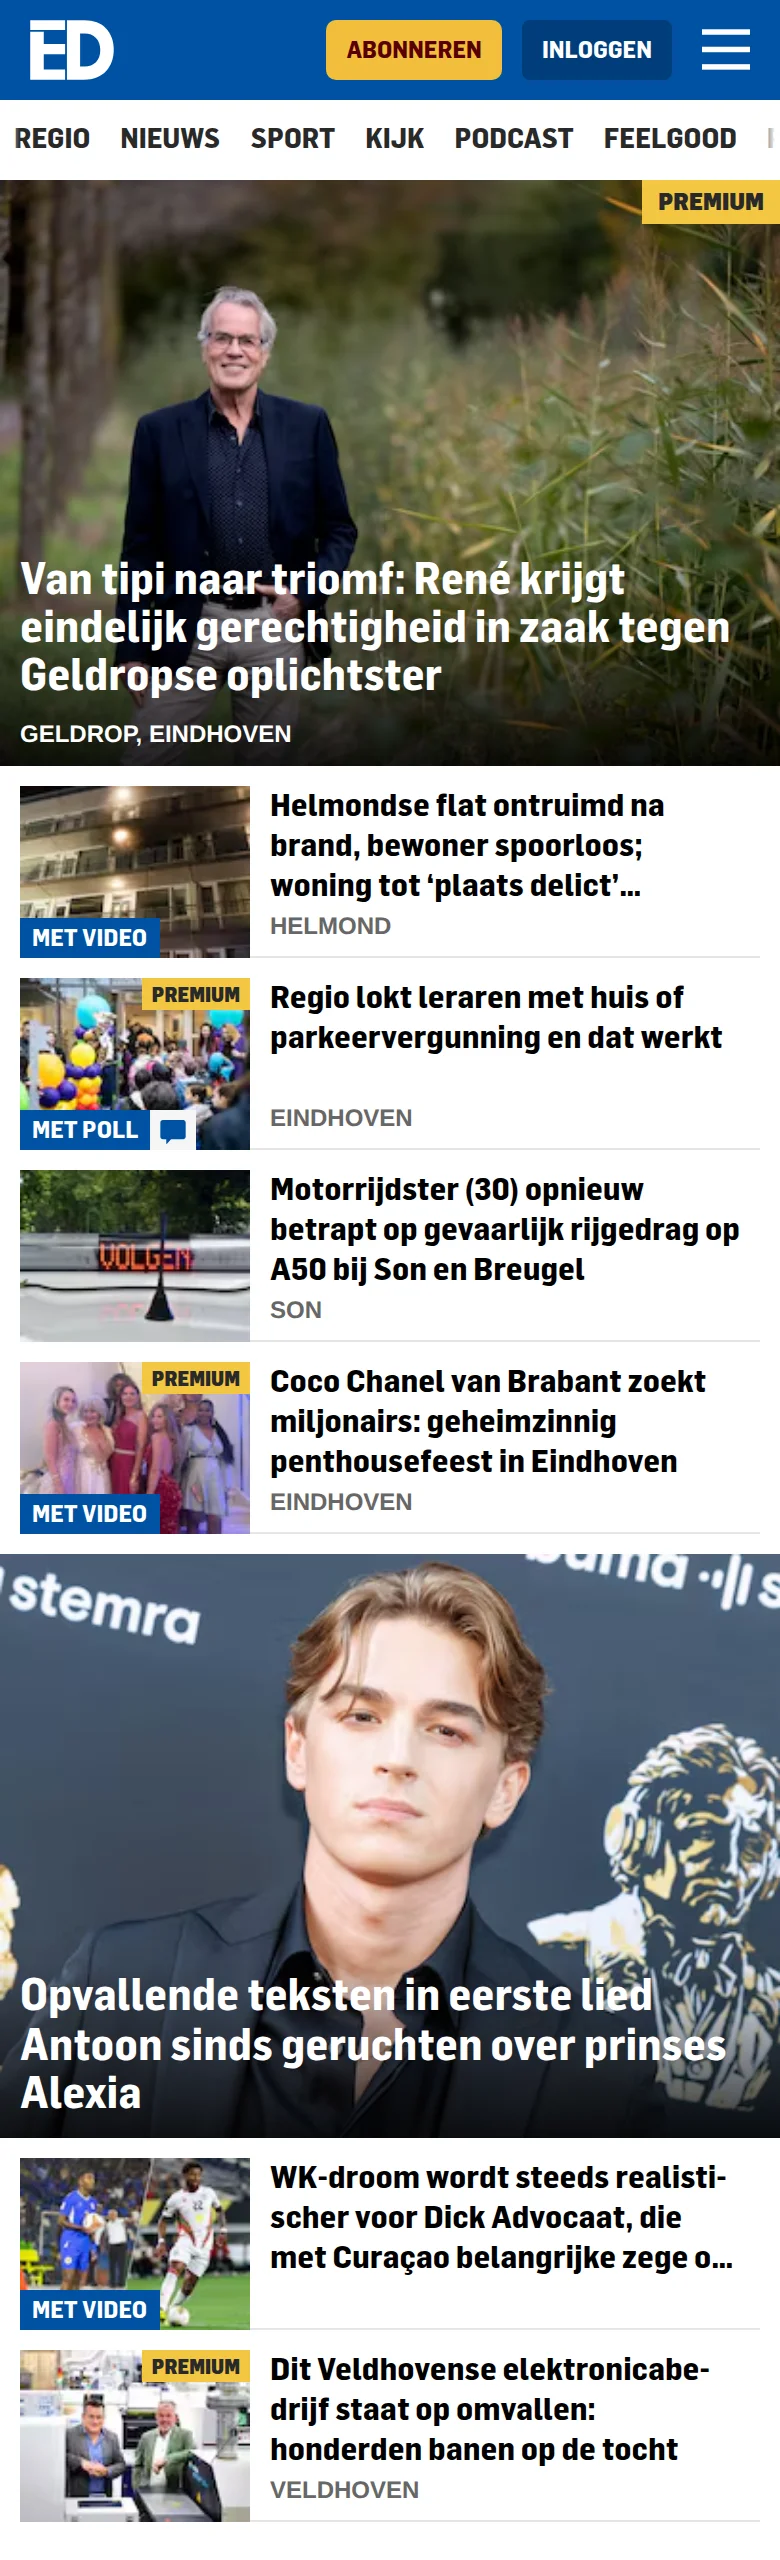 ED
ABONNEREN
INLOGGEN
REGIO NIEUWS SPORT KIJK PODCAST FEELGOOD
PREMIUM
Van tipi naar triomf: René krijgt
eindelijk gerechtigheid in zaak tegen
Geldropse oplichtster
GELDROP, EINDHOVEN
Helmondse flat ontruimd na
brand, bewoner spoorloos;
woning tot ‘plaats delict’...
HELMOND
MET VIDEO
PREMIUM
Regio lokt leraren met huis of
parkeervergunning en dat werkt
EINDHOVEN
MET POLL
VOLGEN
Motorrijdster (30) opnieuw
betrapt op gevaarlijk rijgedrag op
A50 bij Son en Breugel
SON
PREMIUM
Coco Chanel van Brabant zoekt
miljonairs: geheimzinnig
penthousefeest in Eindhoven
EINDHOVEN
MET VIDEO
stemra
buma
Opvallende teksten in eerste lied
Antoon sinds geruchten over prinses
Alexia
WK-droom wordt steeds realisti-
scher voor Dick Advocaat, die
met Curaçao belangrijke zege o...
MET VIDEO
PREMIUM
Dit Veldhovense elektronicabe-
drijf staat op omvallen:
honderden banen op de tocht
VELDHOVEN